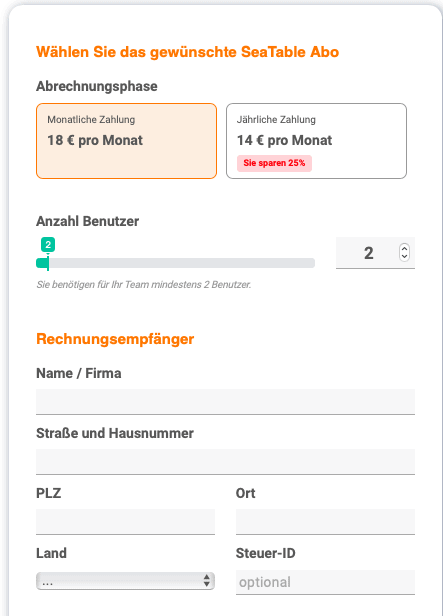 Wählen Sie das gewünschte SeaTable Abo
Abrechnungsphase
Monatliche Zahlung
18 € pro Monat
Jährliche Zahlung
14 € pro Monat
Sie sparen 25%
Anzahl Benutzer
2
2
Sie benötigen für Ihr Team mindestens 2 Benutzer.
Rechnungsempfänger
Name / Firma
Straße und Hausnummer
PLZ
Ort
Land
Steuer-ID
...
optional